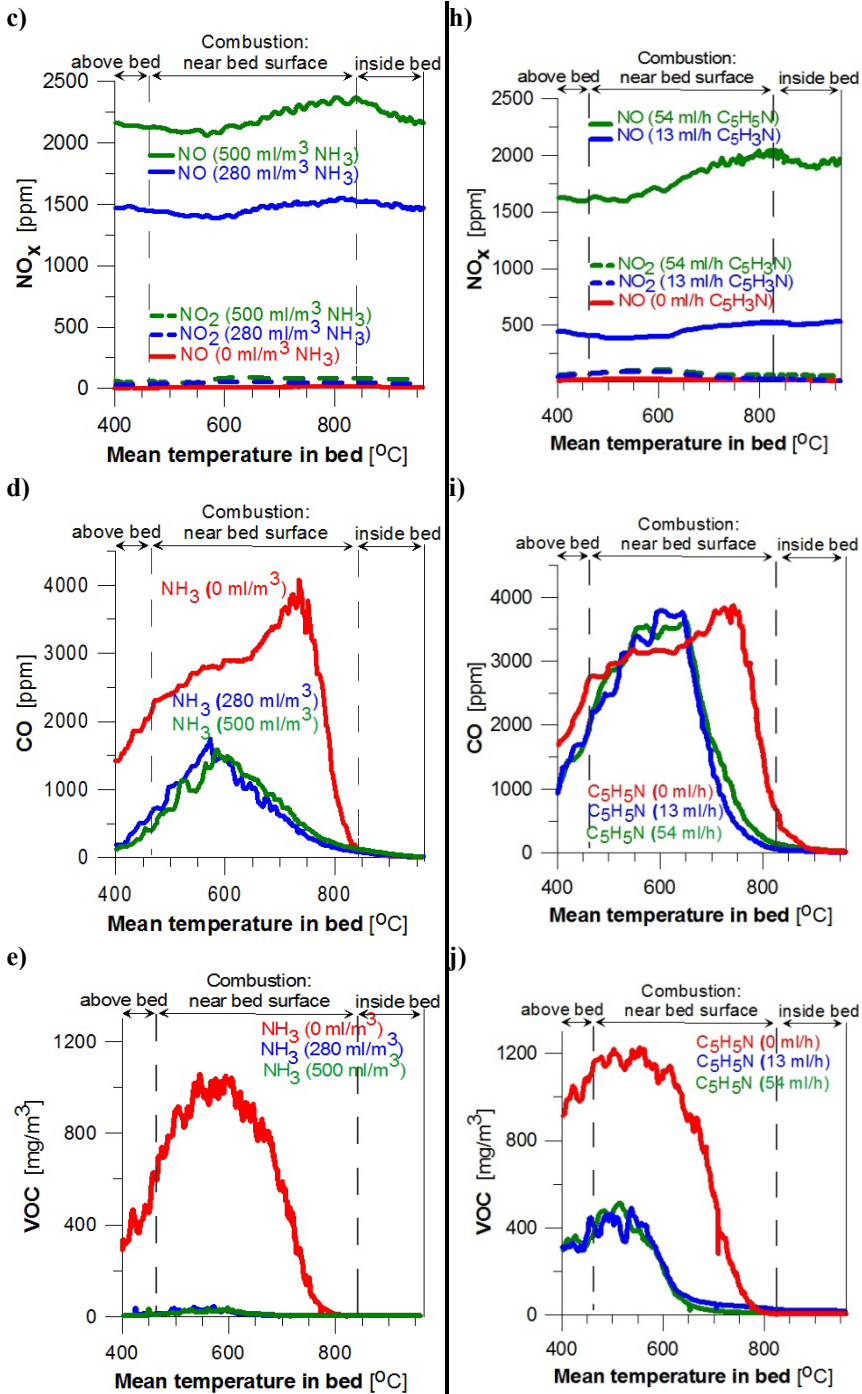 c)
Combustion:
above bed near bed surface inside bed
2500
2000
1500
1000
500
0
NOx [ppm]
NO (500 ml/m³ NH₃)
NO (280 ml/m³ NH₃)
NO₂ (500 ml/m³ NH₃)
NO₂ (280 ml/m³ NH₃)
NO (0 ml/m³ NH₃)
400 600 800
Mean temperature in bed [°C]
h)
Combustion:
above bed near bed surface inside bed
2500
2000
1500
1000
500
NOx [ppm]
NO (54 ml/h C₅H₅N)
NO (13 ml/h C₅H₃N)
NO₂ (54 ml/h C₅H₃N)
NO₂ (13 ml/h C₅H₃N)
NO (0 ml/h C₅H₃N)
400 600 800
Mean temperature in bed [°C]
d)
Combustion:
above bed near bed surface inside bed
4000
3000
2000
1000
0
CO [ppm]
NH₃ (0 ml/m³)
NH₃ (280 ml/m³)
NH₃ (500 ml/m³)
400 600 800
Mean temperature in bed [°C]
i)
Combustion:
above bed near bed surface inside bed
4000
3000
2000
1000
0
CO [ppm]
C₅H₅N (0 ml/h)
C₅H₅N (13 ml/h)
C₅H₅N (54 ml/h)
400 600 800
Mean temperature in bed [°C]
e)
Combustion:
above bed near bed surface inside bed
1200
800
400
0
VOC [mg/m³]
NH₃ (0 ml/m³)
NH₃ (280 ml/m³)
NH₃ (500 ml/m³)
400 600 800
Mean temperature in bed [°C]
j)
Combustion:
above bed near bed surface inside bed
1200
800
400
0
VOC [mg/m³]
C₅H₅N (0 ml/h)
C₅H₅N (13 ml/h)
C₅H₅N (54 ml/h)
400 600 800
Mean temperature in bed [°C]